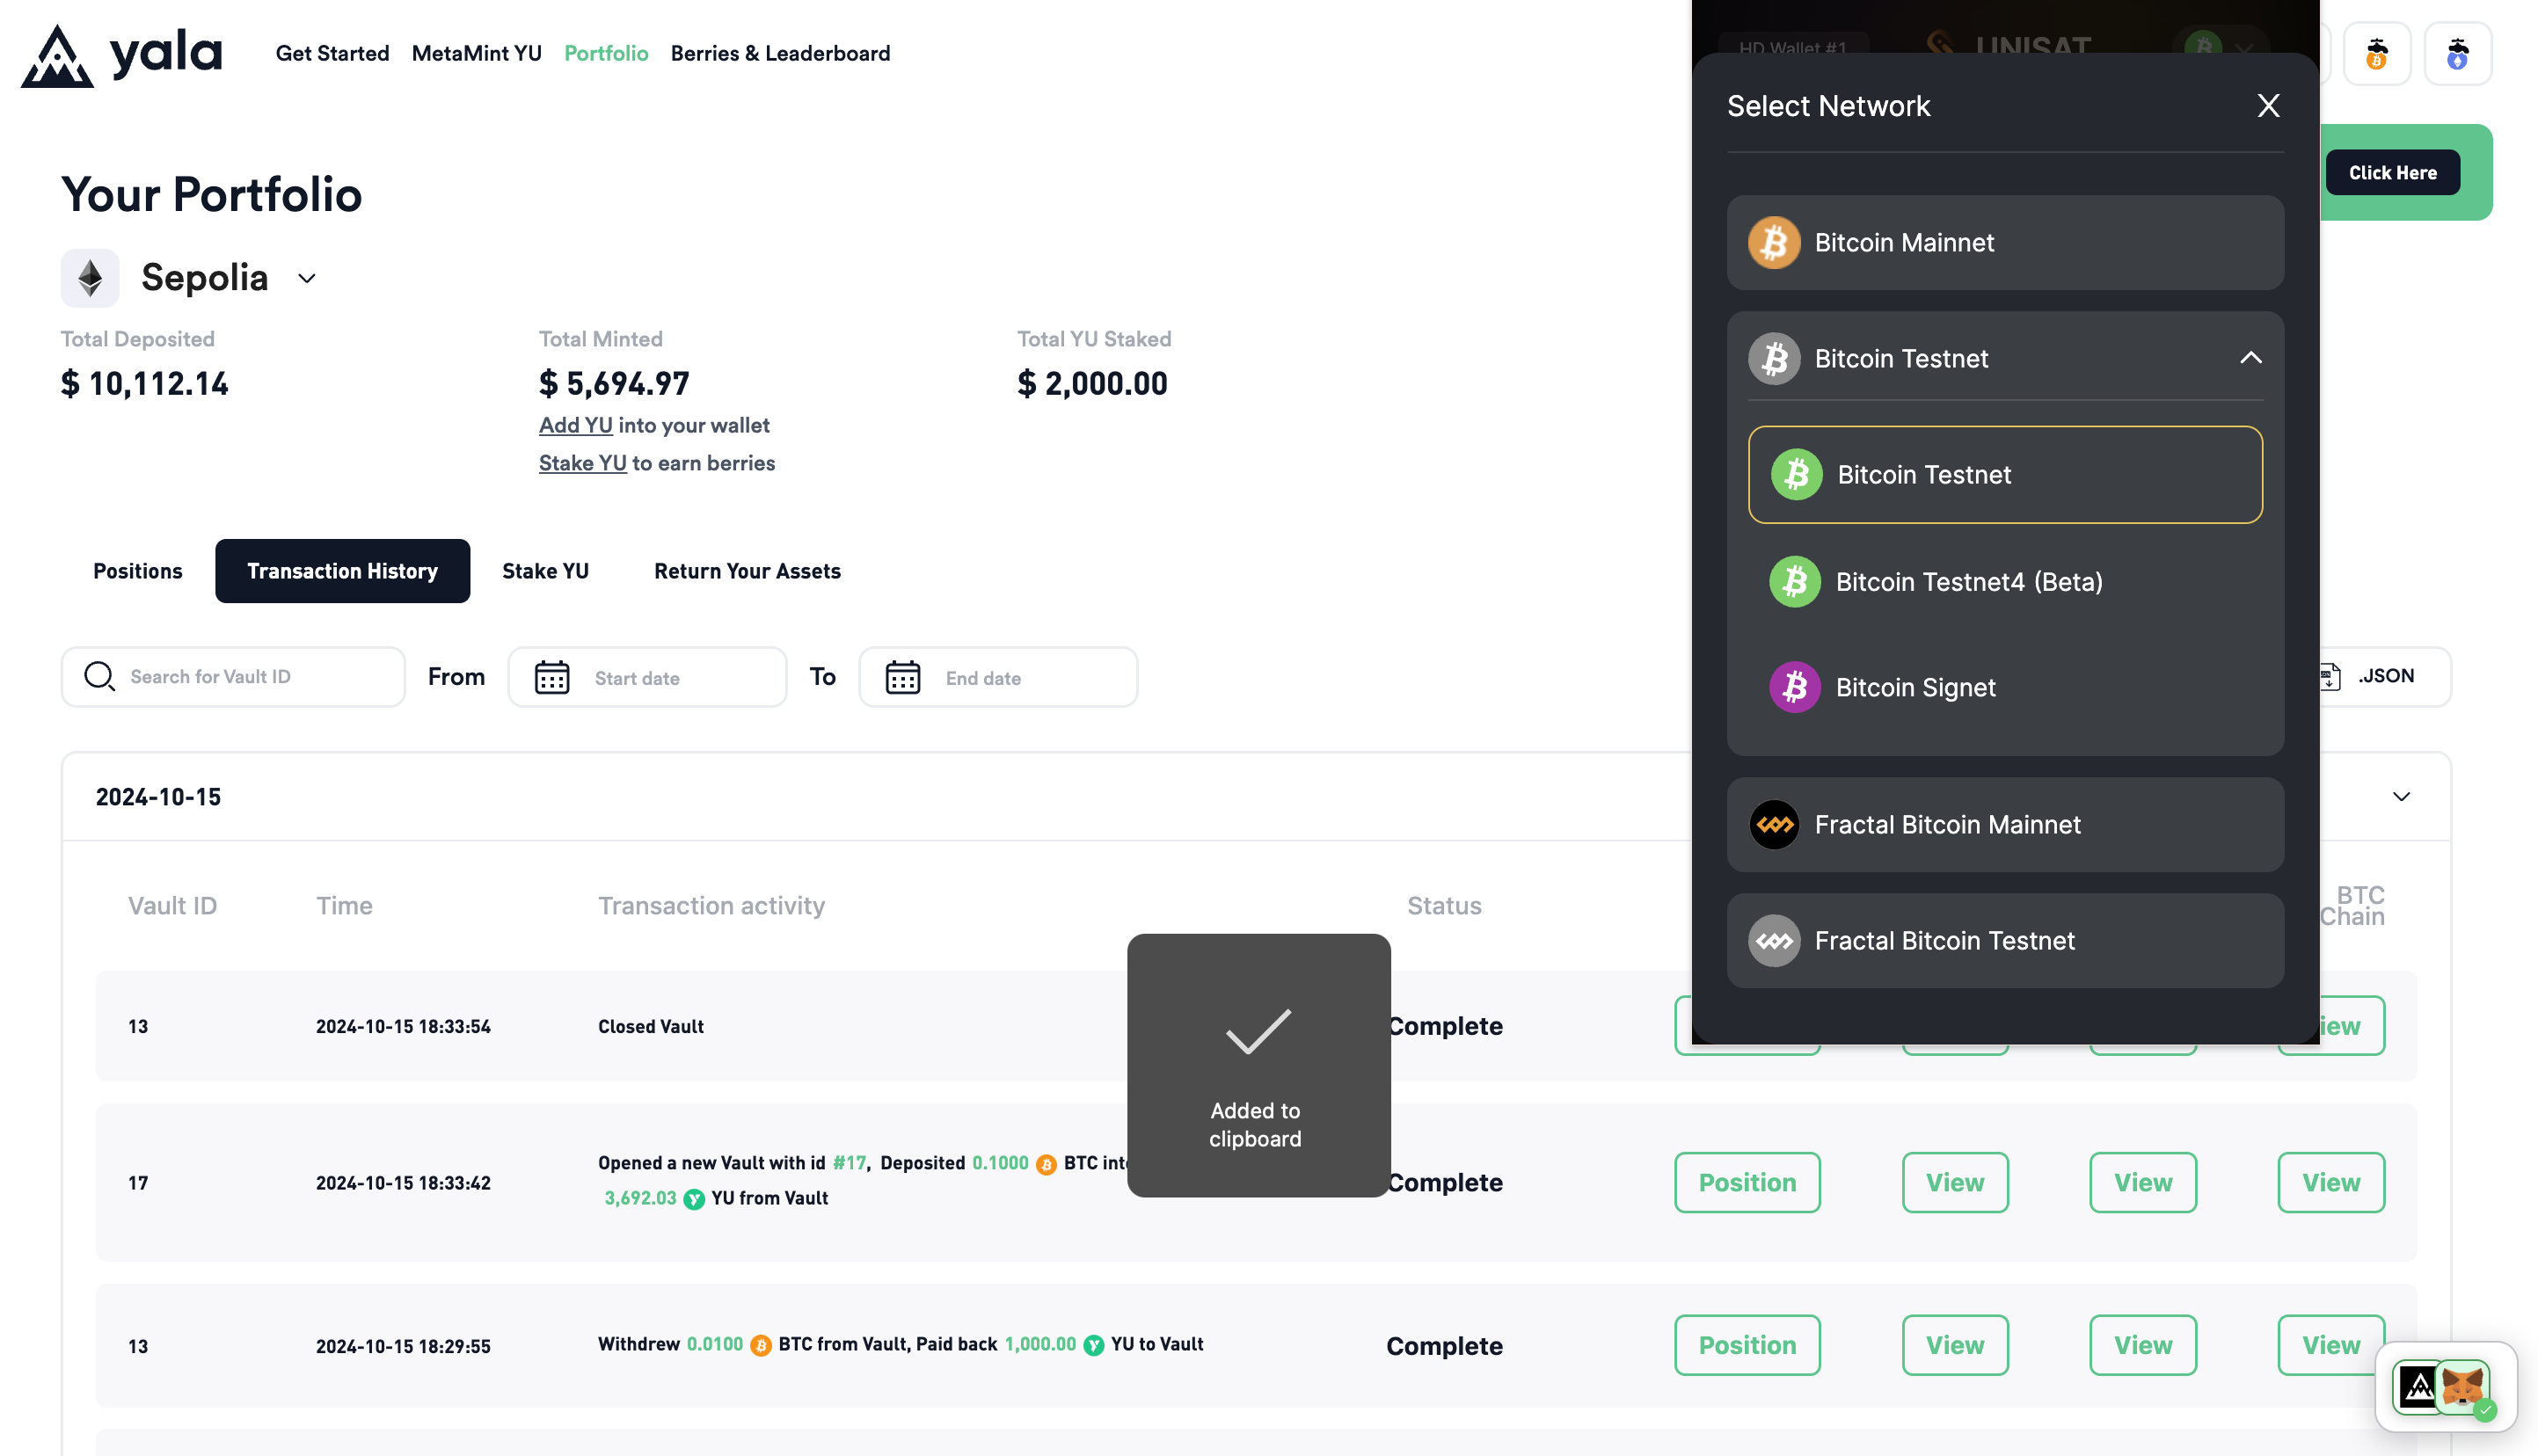 yala
Get Started
MetaMint YU
Portfolio
Berries & Leaderboard
Your Portfolio
Sepolia
Total Deposited
$ 10,112.14
Total Minted
$ 5,694.97
Add YU into your wallet
Stake YU to earn berries
Total YU Staked
$ 2,000.00
Click Here
HD Wallet #1
UNISAT
Select Network
Bitcoin Mainnet
Bitcoin Testnet
Bitcoin Testnet
Bitcoin Testnet4 (Beta)
Bitcoin Signet
Fractal Bitcoin Mainnet
Fractal Bitcoin Testnet
Positions
Transaction History
Stake YU
Return Your Assets
Search for Vault ID
From
Start date
To
End date
.JSON
2024-10-15
Vault ID
Time
Transaction activity
Status
BTC
Chain
13
2024-10-15 18:33:54
Closed Vault
Complete
17
2024-10-15 18:33:42
Opened a new Vault with id #17, Deposited 0.1000 BTC
3,692.03 YU from Vault
Complete
Position
View
View
View
Added to
clipboard
13
2024-10-15 18:29:55
Withdrew 0.0100 BTC from Vault, Paid back 1,000.00 YU to Vault
Complete
Position
View
View
View